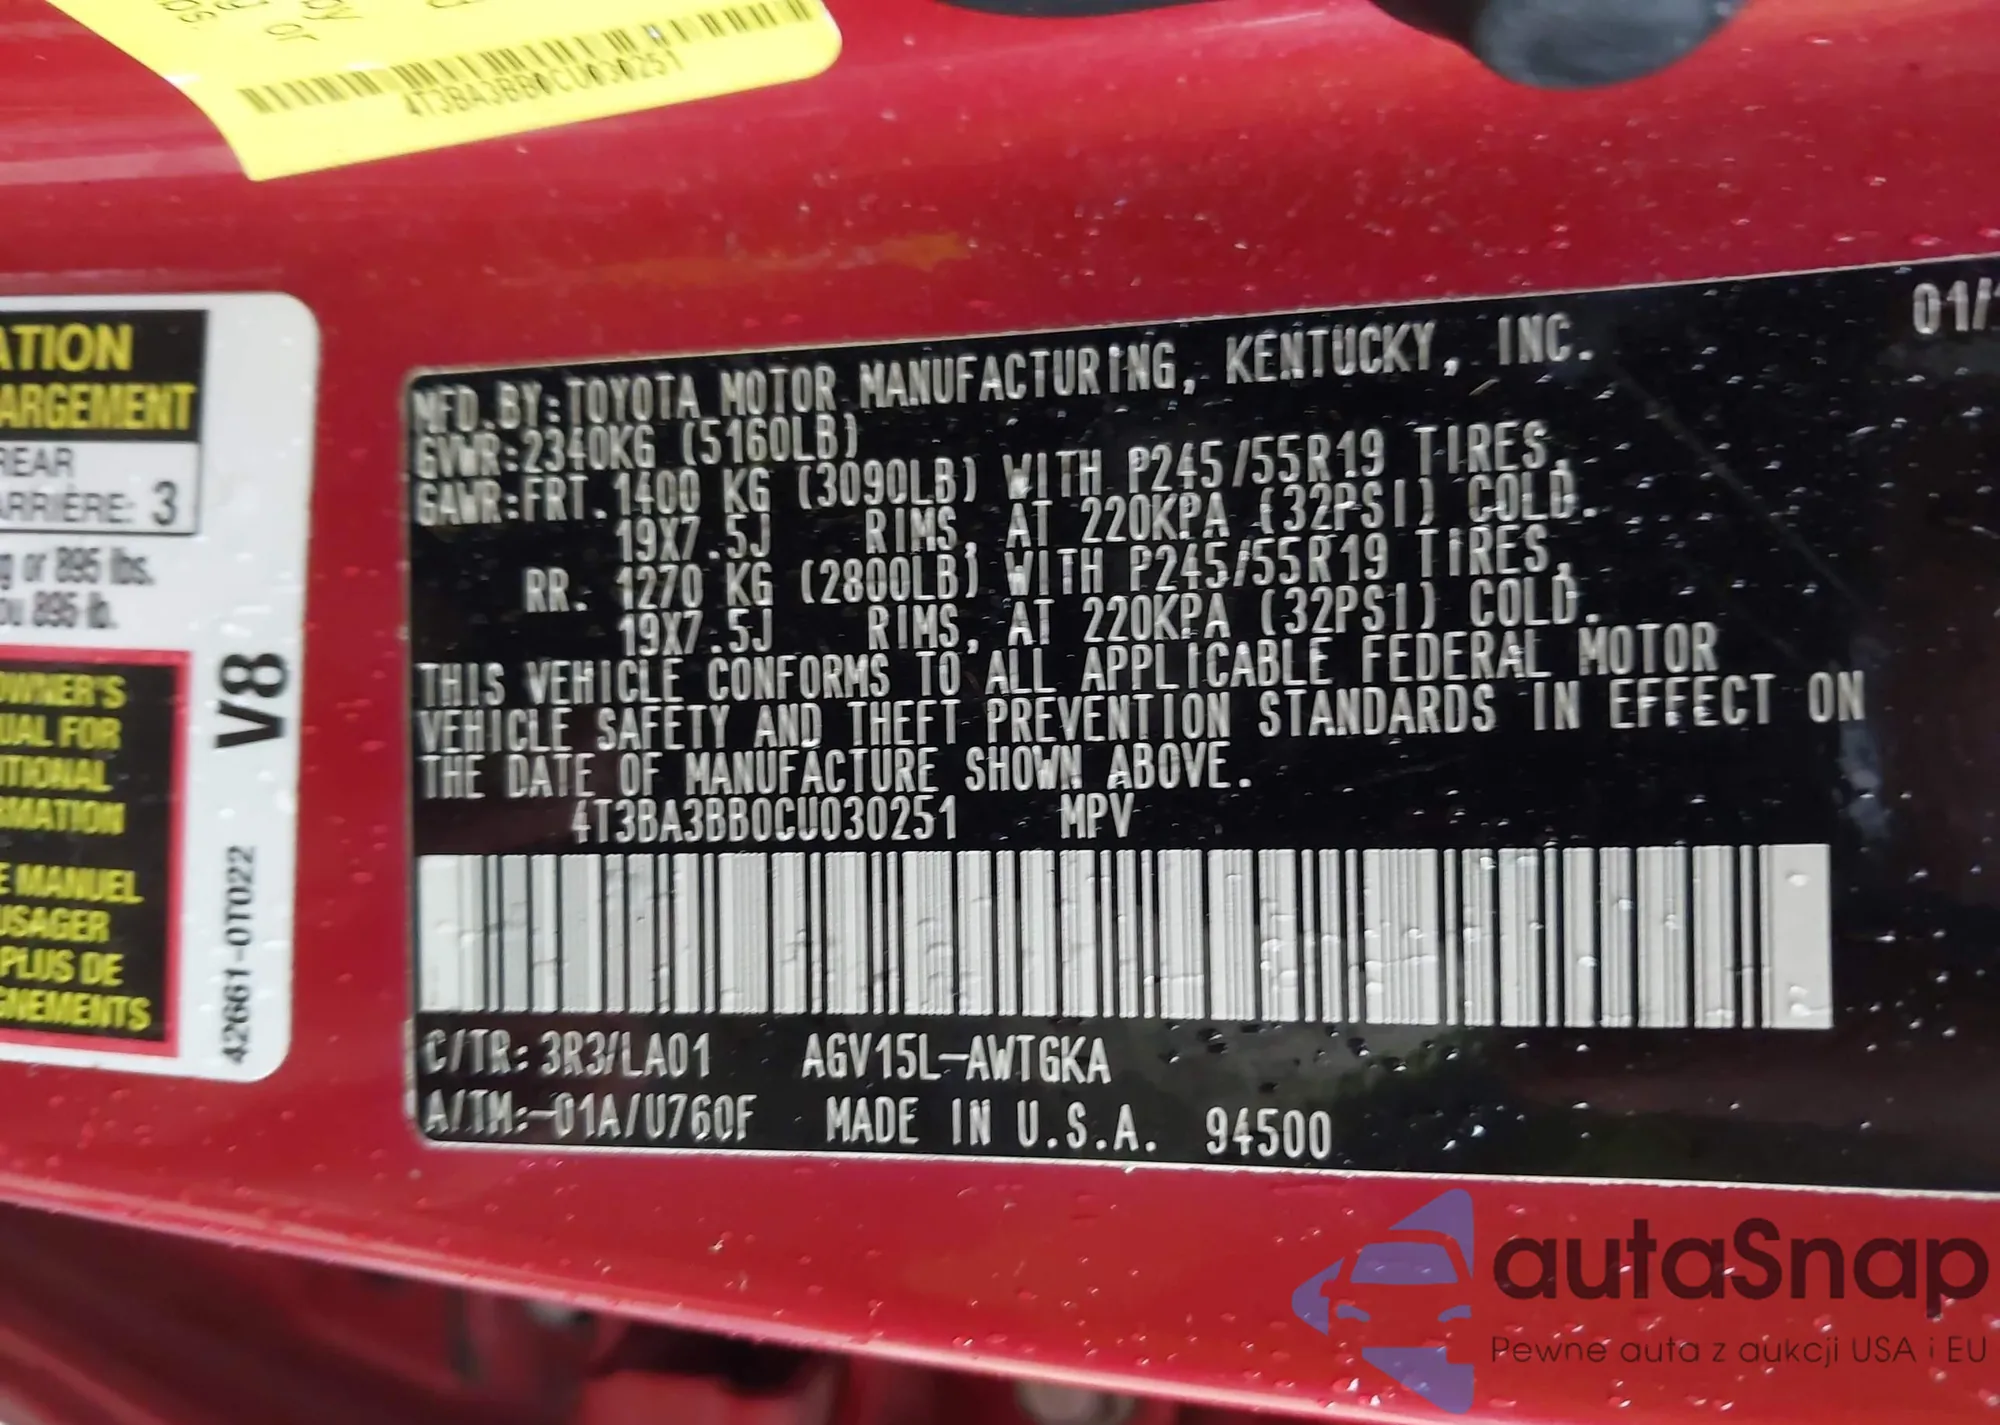 by
g or
lbs.
4T3BA3BB0CU030251
ATION
ARGEMENT
REAR
ARRIÈRE: 3
g or 895 lbs.
ou 895 lb.
OWNER'S
UAL FOR
ITIONAL
RMATION
E MANUEL
USAGER
PLUS DE
GNEMENTS
V8
42661-0T022
01/1
MFD.BY:TOYOTA MOTOR MANUFACTURING, KENTUCKY, INC.
GVWR:2340KG (5160LB)
GAWR:FRT. 1400 KG (3090LB) WITH P245/55R19 TIRES,
19X7.5J RIMS, AT 220KPA (32PSI) COLD.
RR. 1270 KG (2800LB) WITH P245/55R19 TIRES,
19X7.5J RIMS, AT 220KPA (32PSI) COLD.
THIS VEHICLE CONFORMS TO ALL APPLICABLE FEDERAL MOTOR
VEHICLE SAFETY AND THEFT PREVENTION STANDARDS IN EFFECT ON
THE DATE OF MANUFACTURE SHOWN ABOVE.
4T3BA3BB0CU030251 MPV
C/TR: 3R3/LA01 AGV15L-AWTGKA
A/TM:-01A/U760F MADE IN U.S.A. 94500
autaSnap
Pewne auta z aukcji USA i EU